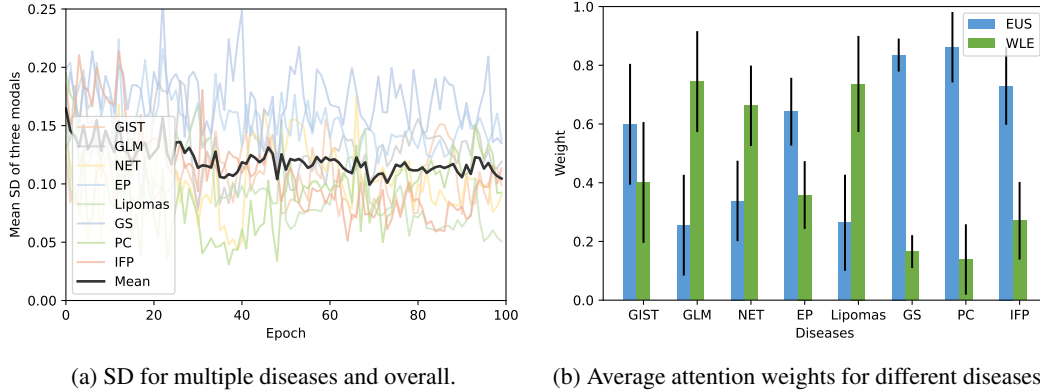 0.25
0.20
0.15
0.10
0.05
0.00
Mean SD of three modals
GIST
GLM
NET
EP
Lipomas
GS
PC
IFP
Mean
0 20 40 60 80 100
Epoch
(a) SD for multiple diseases and overall.
1.0
0.8
0.6
0.4
0.2
0.0
Weight
EUS
WLE
GIST GLM NET EP Lipomas GS PC IFP
Diseases
(b) Average attention weights for different diseases